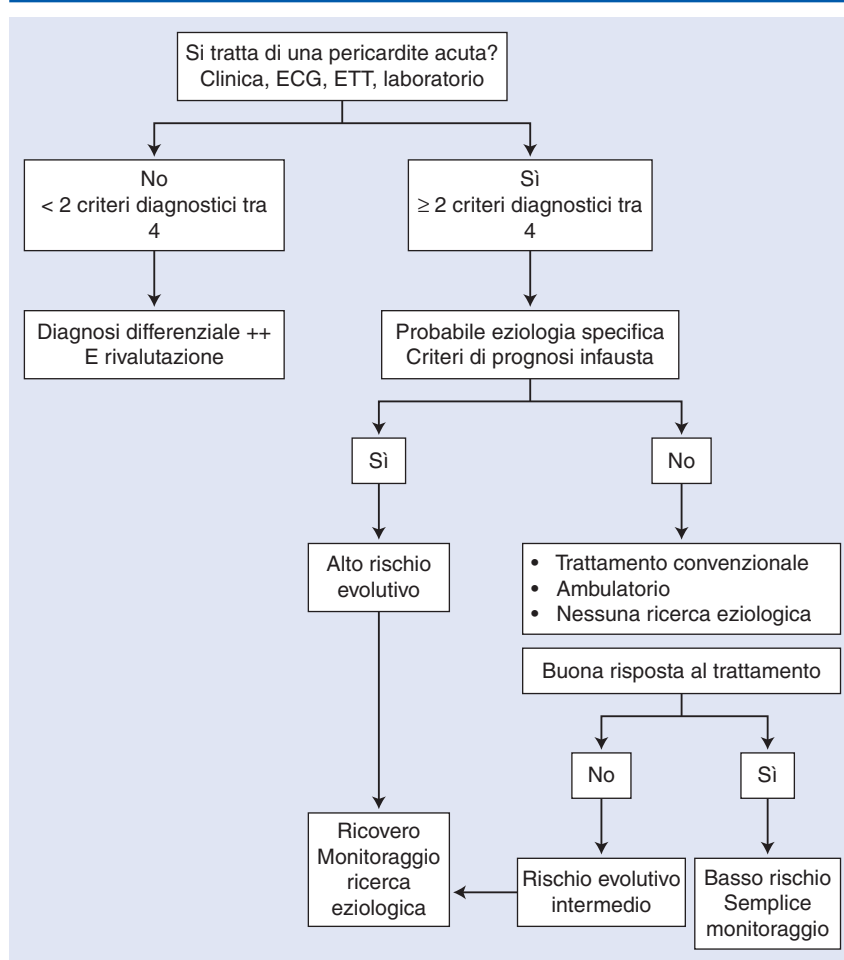 Si tratta di una pericardite acuta?
Clinica, ECG, ETT, laboratorio
No
< 2 criteri diagnostici tra
4
Sì
≥ 2 criteri diagnostici tra
4
Diagnosi differenziale ++
E rivalutazione
Probabile eziologia specifica
Criteri di prognosi infausta
Sì
No
Alto rischio
evolutivo
• Trattamento convenzionale
• Ambulatorio
• Nessuna ricerca eziologica
Buona risposta al trattamento
No
Sì
Ricovero
Monitoraggio
ricerca
eziologica
Rischio evolutivo
intermedio
Basso rischio
Semplice
monitoraggio